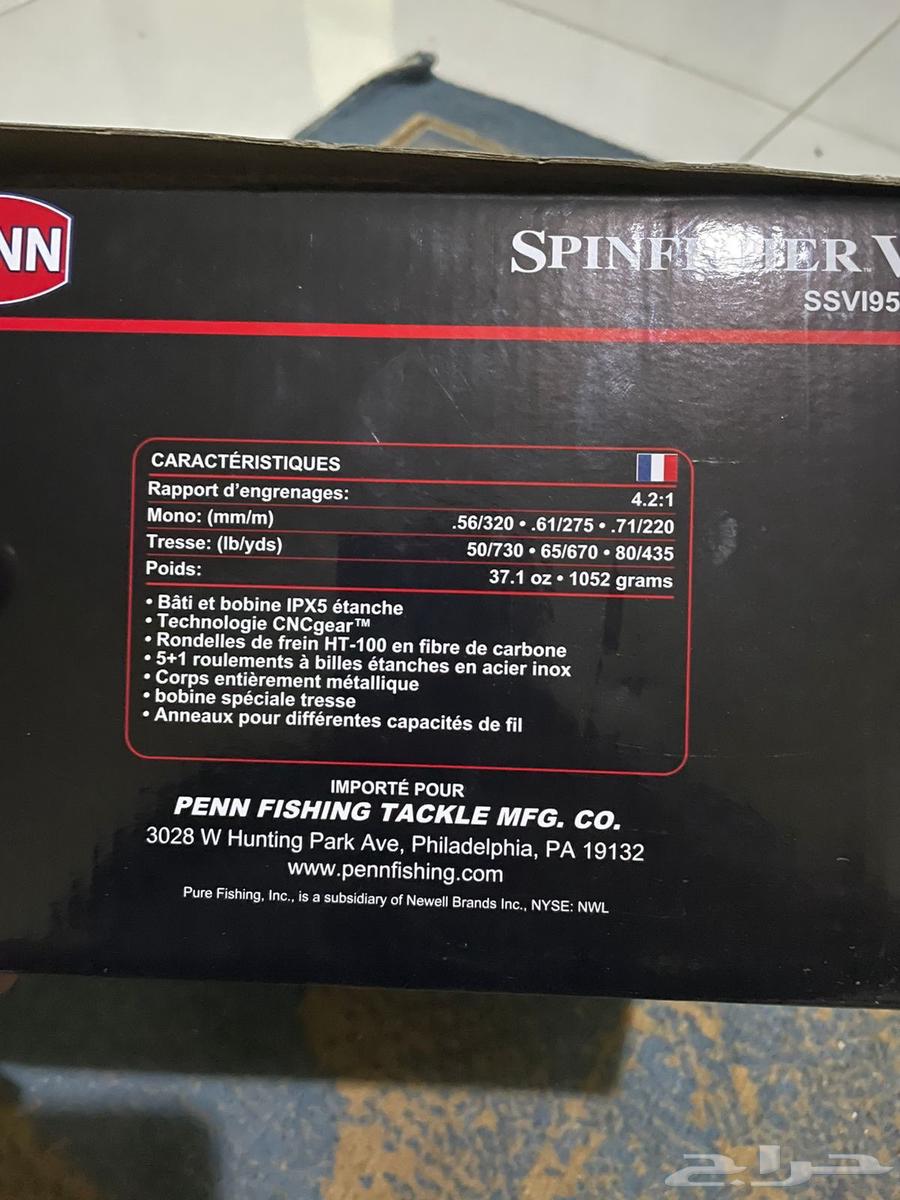 NN
SPINFISHER V
™
SSVI95
CARACTÉRISTIQUES
Rapport d'engrenages: 4.2:1
Mono: (mm/m) .56/320 • .61/275 • .71/220
Tresse: (lb/yds) 50/730 • 65/670 • 80/435
Poids: 37.1 oz • 1052 grams
• Bâti et bobine IPX5 étanche
• Technologie CNCgear™
• Rondelles de frein HT-100 en fibre de carbone
• 5+1 roulements à billes étanches en acier inox
• Corps entièrement métallique
• bobine spéciale tresse
• Anneaux pour différentes capacités de fil
IMPORTÉ POUR
PENN FISHING TACKLE MFG. CO.
3028 W Hunting Park Ave, Philadelphia, PA 19132
www.pennfishing.com
Pure Fishing, Inc., is a subsidiary of Newell Brands Inc., NYSE: NWL
حراج